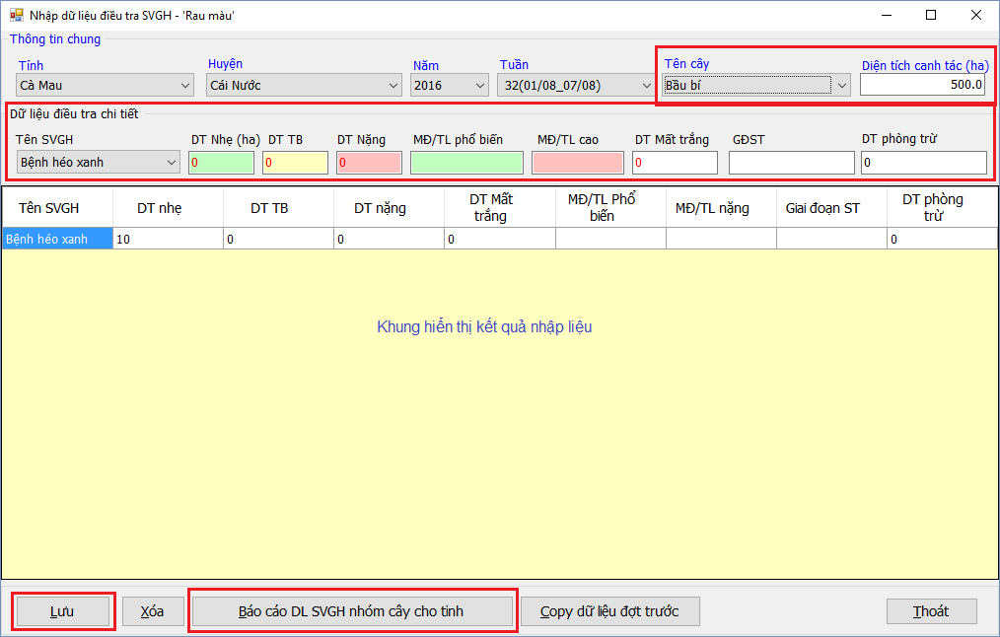 Nhập dữ liệu điều tra SVGH - 'Rau màu'
Thông tin chung
Tỉnh Huyện Năm Tuần Tên cây Diện tích canh tác (ha)
Cà Mau Cái Nước 2016 32(01/08_07/08) Bầu bí 500.0
Dữ liệu điều tra chi tiết
Tên SVGH DT Nhẹ (ha) DT TB DT Nặng MĐ/TL phổ biến MĐ/TL cao DT Mất trắng GĐST DT phòng trừ
Bệnh héo xanh 0 0 0 0 0
Tên SVGH DT nhẹ DT TB DT nặng DT Mất trắng MĐ/TL Phổ biến MĐ/TL nặng Giai đoạn ST DT phòng trừ
Bệnh héo xanh 10 0 0 0 0
Khung hiển thị kết quả nhập liệu
Lưu Xóa Báo cáo DL SVGH nhóm cây cho tỉnh Copy dữ liệu đợt trước Thoát